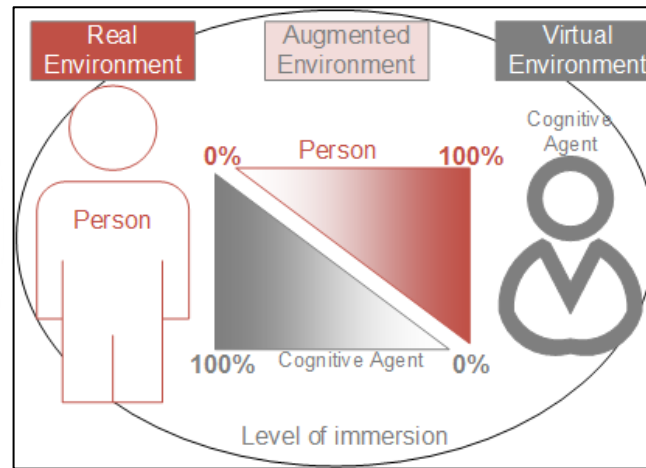 Real
Environment
Augmented
Environment
Virtual
Environment
Cognitive
Agent
0%
Person
100%
Person
100%
Cognitive Agent
0%
Level of immersion